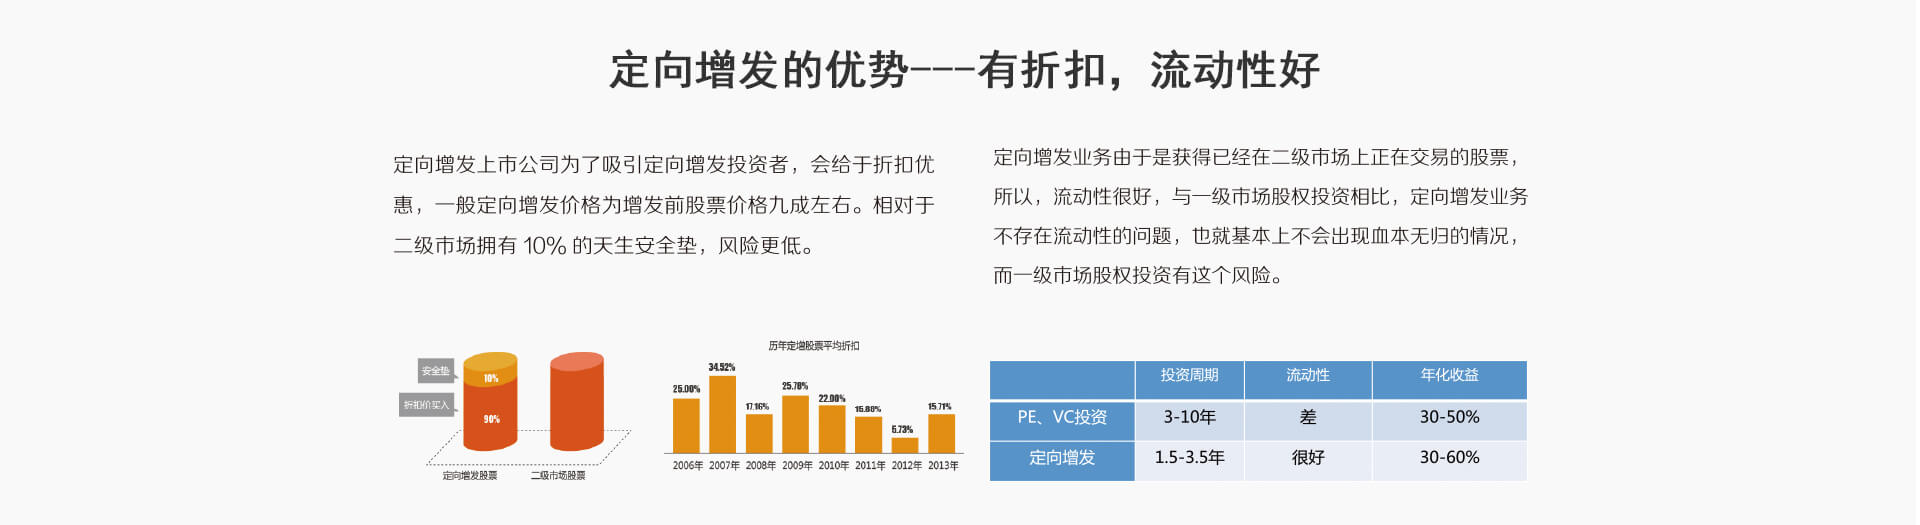 定向增发的优势---有折扣，流动性好
定向增发上市公司为了吸引定向增发投资者，会给于折扣优
惠，一般定向增发价格为增发前股票价格九成左右。相对于
二级市场拥有 10% 的天生安全垫，风险更低。
定向增发业务由于是获得已经在二级市场上正在交易的股票，
所以，流动性很好，与一级市场股权投资相比，定向增发业务
不存在流动性的问题，也就基本上不会出现血本无归的情况，
而一级市场股权投资有这个风险。
安全垫
10%
折扣价买入
90%
定向增发股票 二级市场股票
历年定增股票平均折扣
25.00% 34.52% 17.16% 25.78% 22.00% 15.88% 5.73% 15.71%
2006年 2007年 2008年 2009年 2010年 2011年 2012年 2013年
投资周期 流动性 年化收益
PE、VC投资 3-10年 差 30-50%
定向增发 1.5-3.5年 很好 30-60%